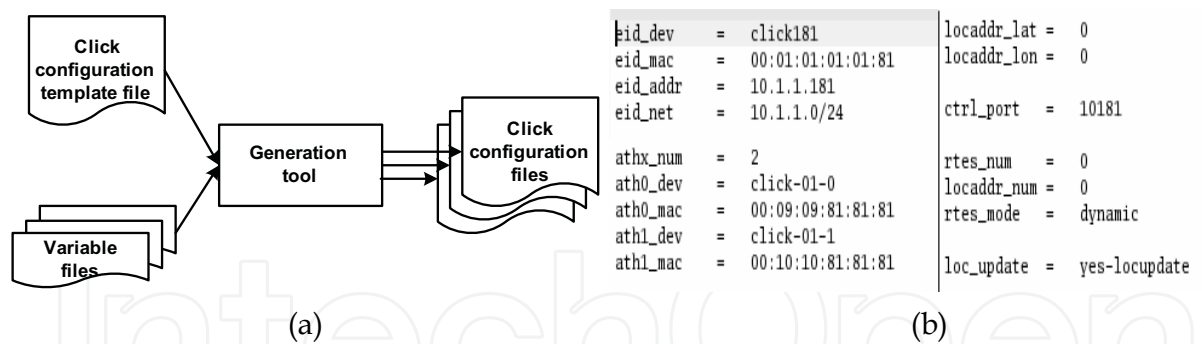 Click
configuration
template file
Variable
files
Generation
tool
Click
configuration
files
(a)
eid_dev = click181
eid_mac = 00:01:01:01:01:81
eid_addr = 10.1.1.181
eid_net = 10.1.1.0/24
athx_num = 2
ath0_dev = click-01-0
ath0_mac = 00:09:09:81:81:81
ath1_dev = click-01-1
ath1_mac = 00:10:10:81:81:81
locaddr_lat = 0
locaddr_lon = 0
ctrl_port = 10181
rtes_num = 0
locaddr_num = 0
rtes_mode = dynamic
loc_update = yes-locupdate
(b)
IntechOpen